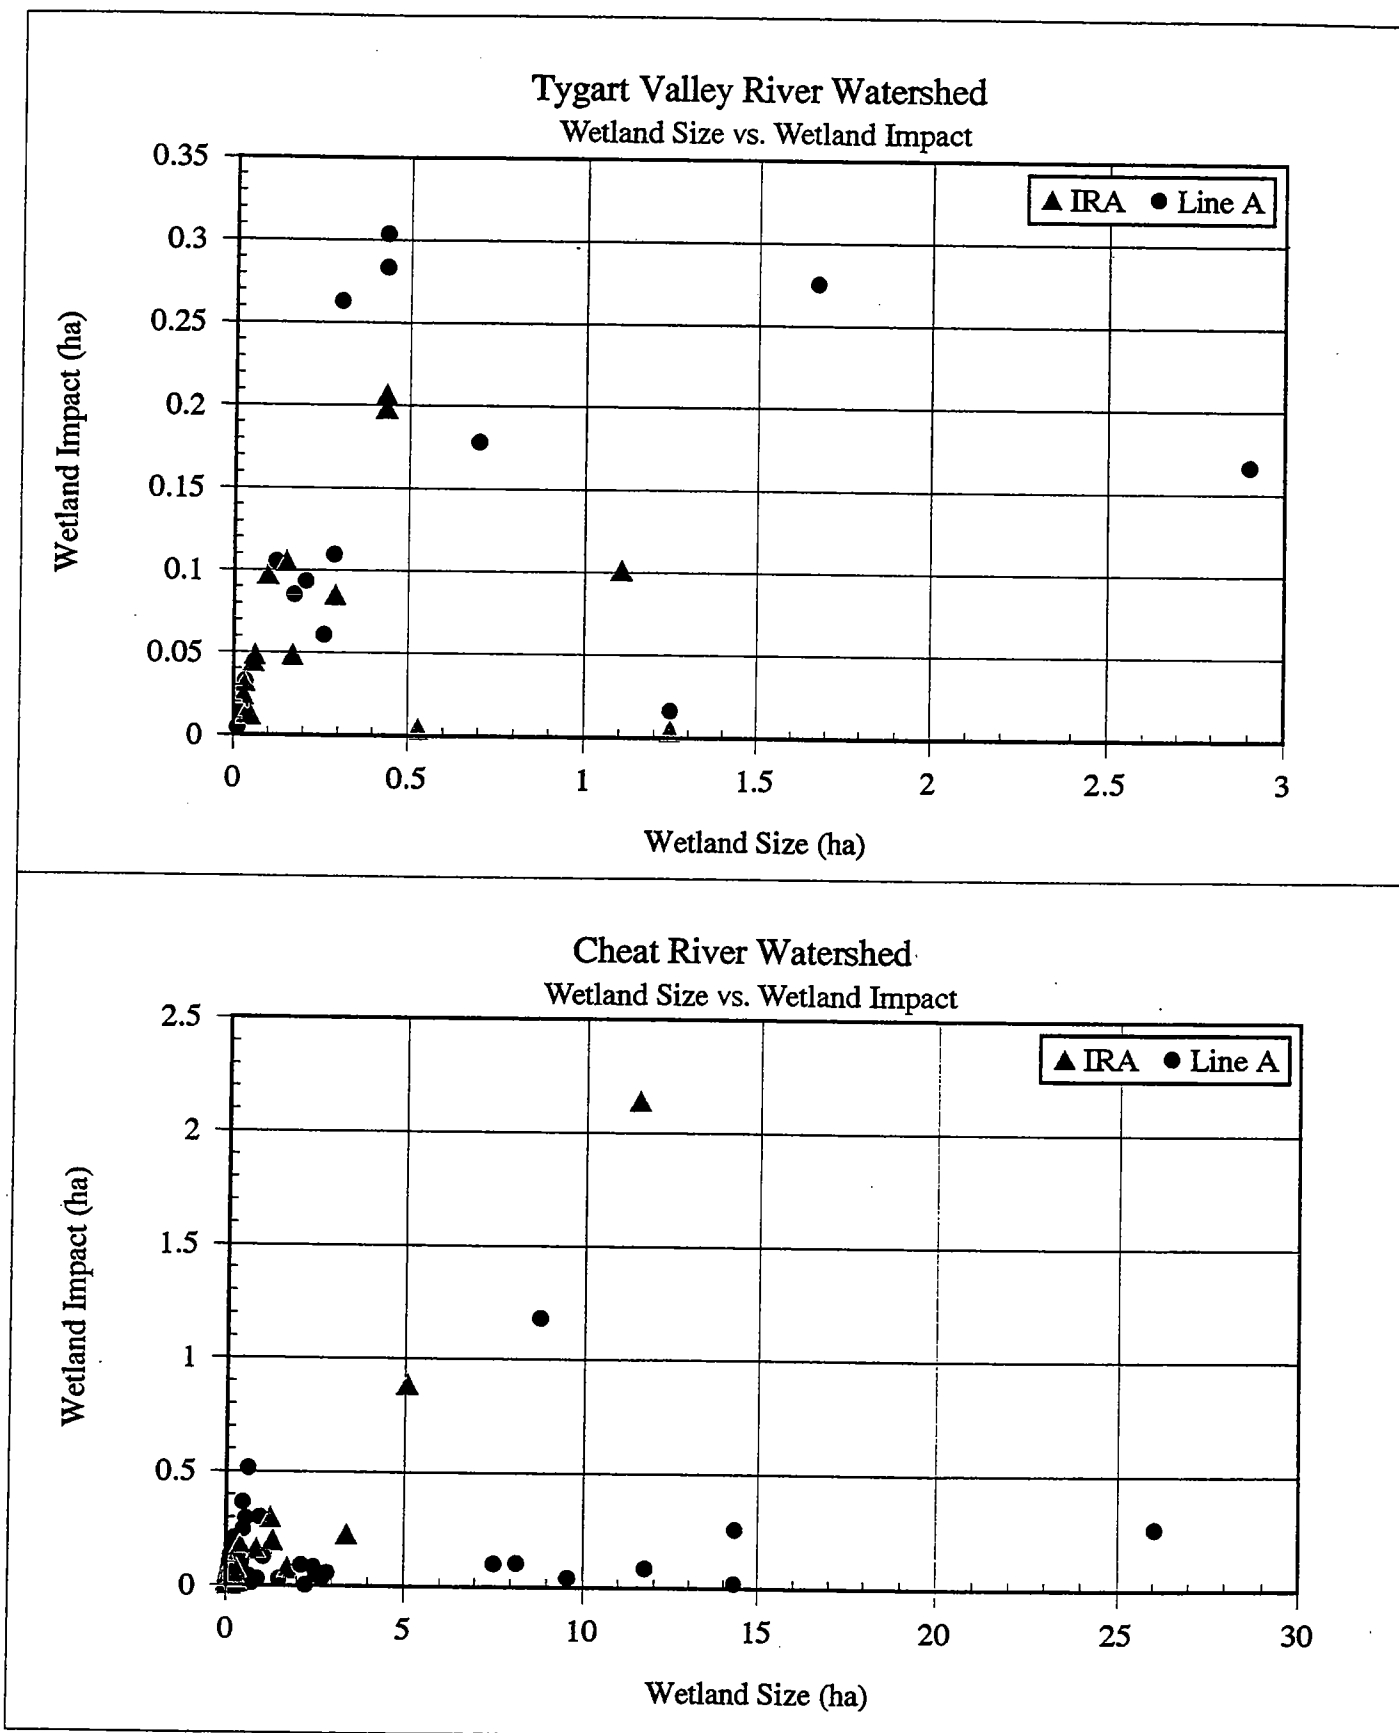 Tygart Valley River Watershed
Wetland Size vs. Wetland Impact
0.35
0.3
0.25
0.2
0.15
0.1
0.05
0
Wetland Impact (ha)
IRA Line A
0 0.5 1 1.5 2 2.5 3
Wetland Size (ha)
Cheat River Watershed
Wetland Size vs. Wetland Impact
2.5
2
1.5
1
0.5
0
Wetland Impact (ha)
IRA Line A
0 5 10 15 20 25 30
Wetland Size (ha)